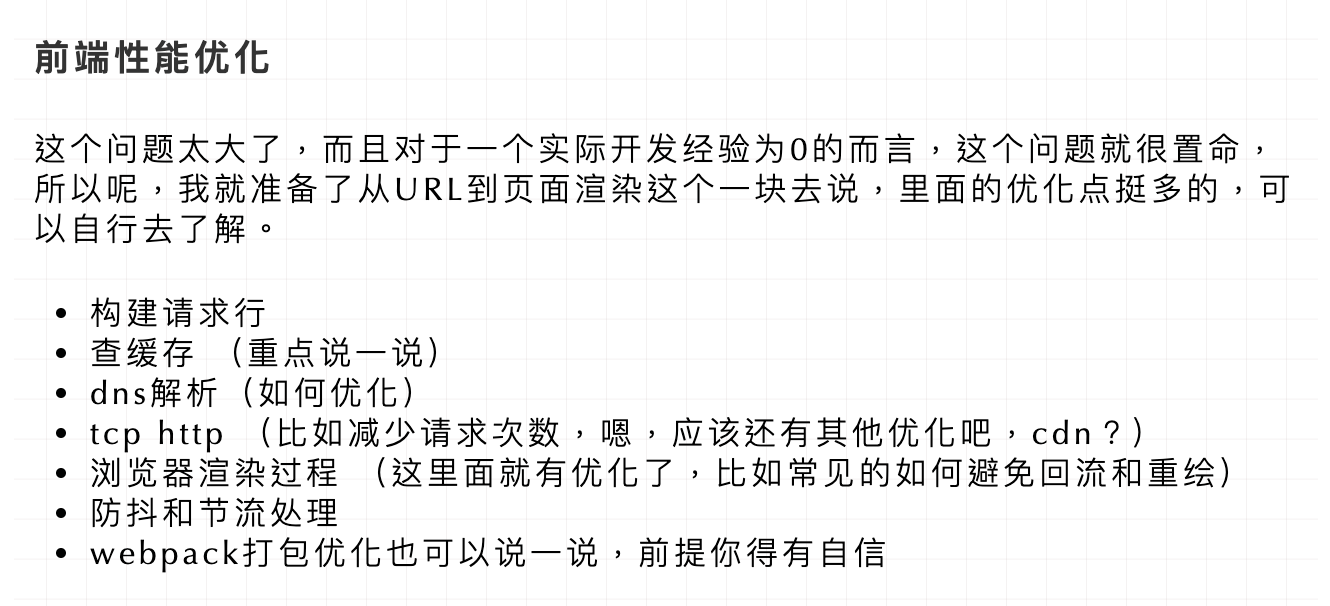 前端性能优化
这个问题太大了，而且对于一个实际开发经验为0的而言，这个问题就很置命，
所以呢，我就准备了从URL到页面渲染这个一块去说，里面的优化点挺多的，可
以自行去了解。
• 构建请求行
• 查缓存 （重点说一说）
• dns解析（如何优化）
• tcp http （比如减少请求次数，嗯，应该还有其他优化吧，cdn？）
• 浏览器渲染过程 （这里面就有优化了，比如常见的如何避免回流和重绘）
• 防抖和节流处理
• webpack打包优化也可以说一说，前提你得有自信